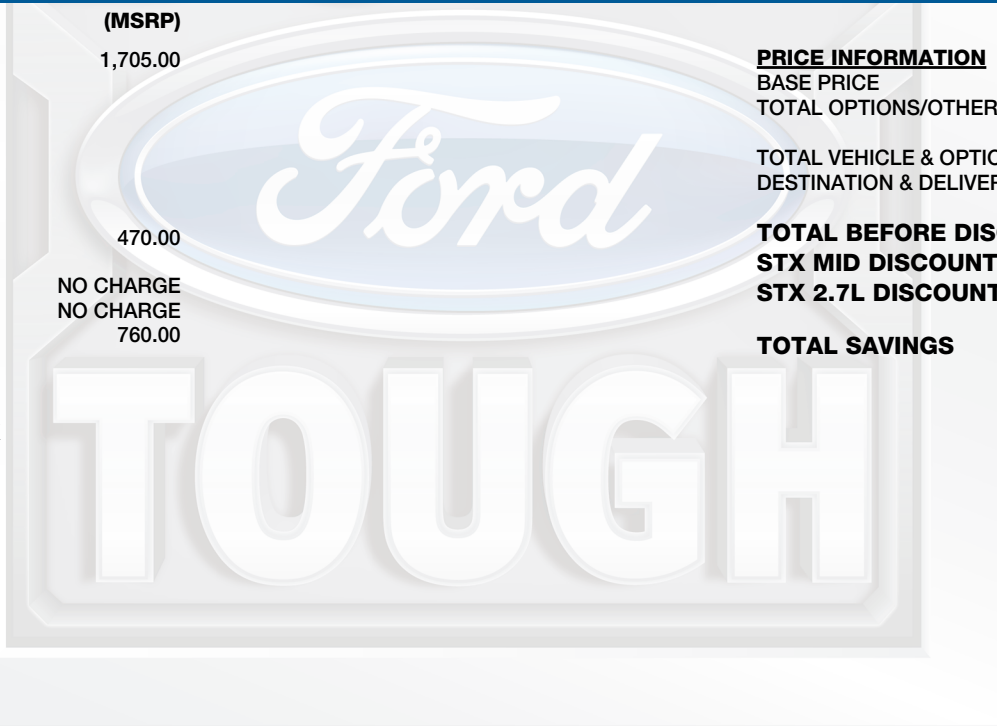 (MSRP)
1,705.00
470.00
NO CHARGE
NO CHARGE
760.00
PRICE INFORMATION
BASE PRICE
TOTAL OPTIONS/OTHER
TOTAL VEHICLE & OPTIO
DESTINATION & DELIVER
TOTAL BEFORE DIS
STX MID DISCOUNT
STX 2.7L DISCOUNT
TOTAL SAVINGS
Ford
TOUGH